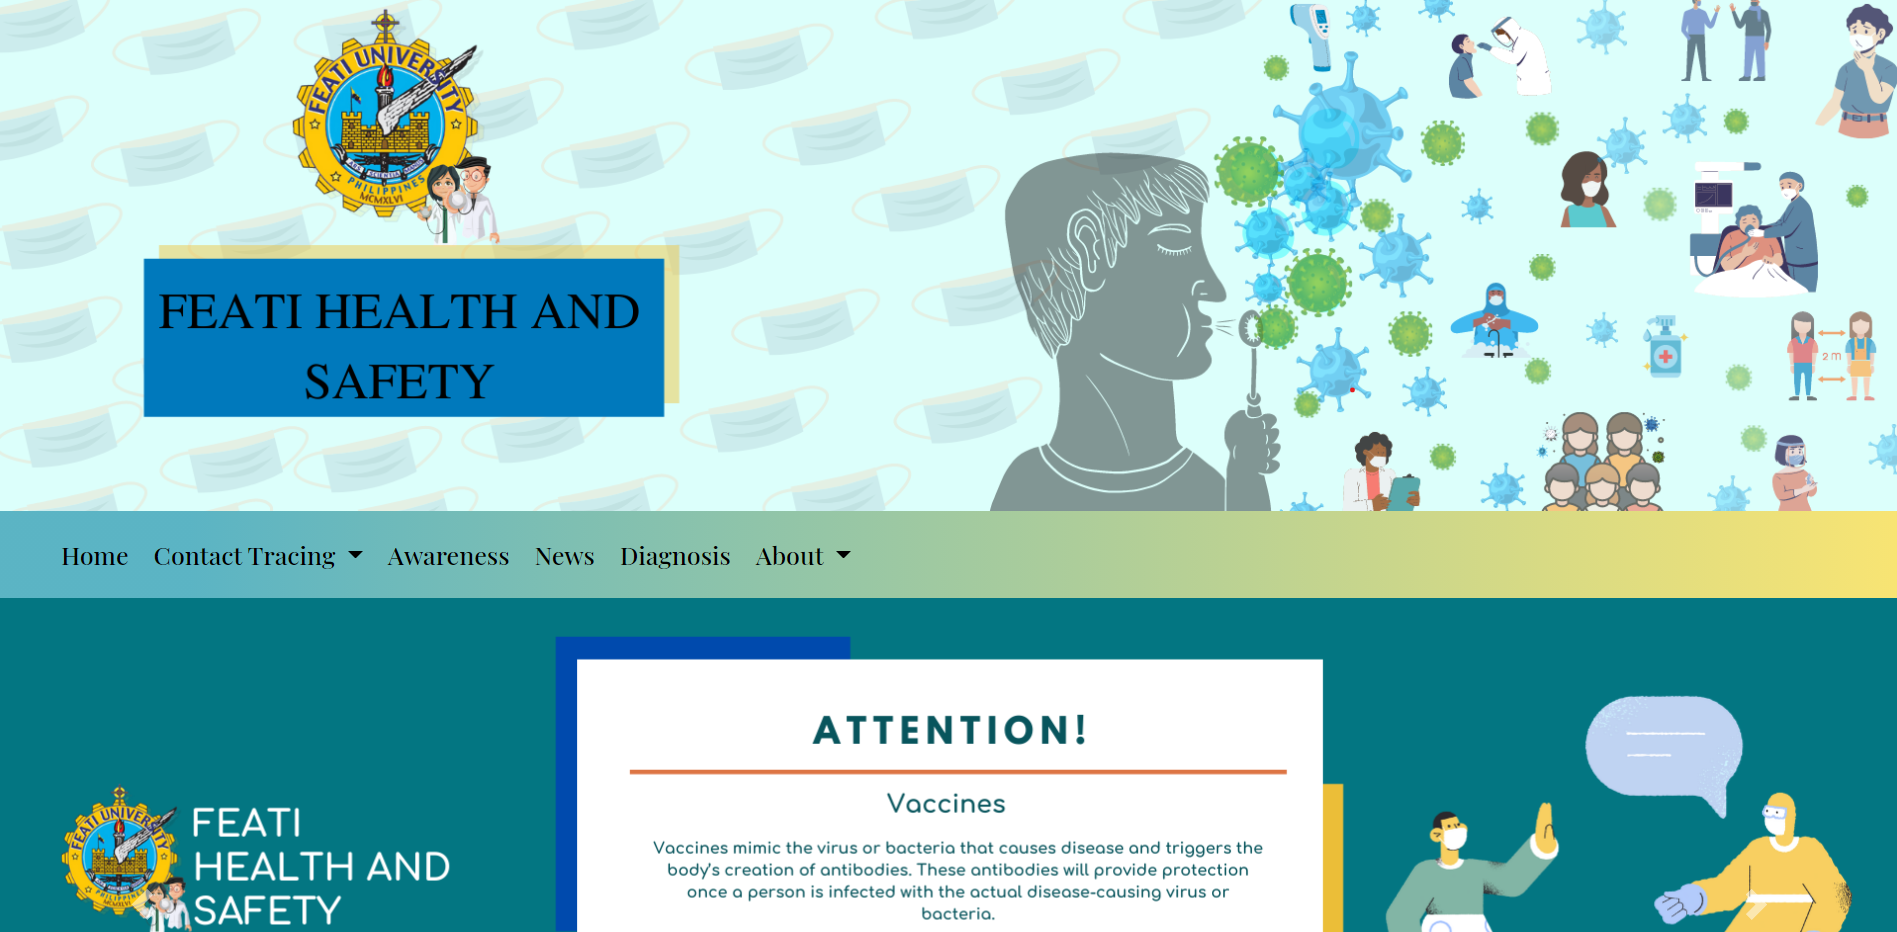 FEATI UNIVERSITY
PHILIPPINES
MCMXLVI
FEATI HEALTH AND
SAFETY
2 m
Home Contact Tracing Awareness News Diagnosis About
ATTENTION!
Vaccines
Vaccines mimic the virus or bacteria that causes disease and triggers the
body's creation of antibodies. These antibodies will provide protection
once a person is infected with the actual disease-causing virus or
bacteria.
FEATI UNIVERSITY
FEATI
HEALTH AND
SAFETY